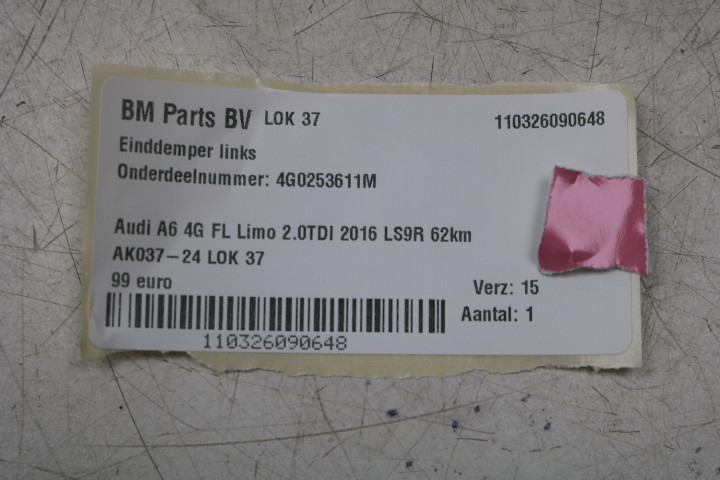 BM Parts BV LOK 37 110326090648
Einddemper links
Onderdeelnummer: 4G0253611M
Audi A6 4G FL Limo 2.0TDI 2016 LS9R 62km
AK037-24 LOK 37
99 euro Verz: 15
Aantal: 1
110326090648